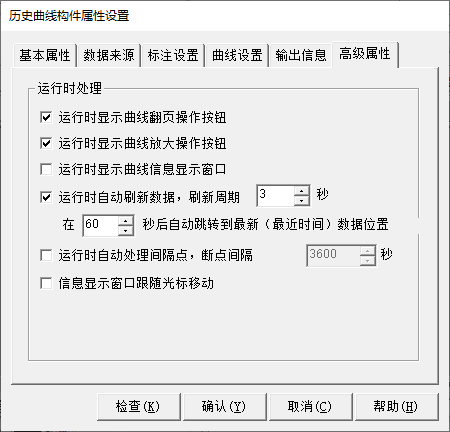 历史曲线构件属性设置
基本属性 数据来源 标注设置 曲线设置 输出信息 高级属性
运行时处理
运行时显示曲线翻页操作按钮
运行时显示曲线放大操作按钮
运行时显示曲线信息显示窗口
运行时自动刷新数据，刷新周期 3 秒
在 60 秒后自动跳转到最新（最近时间）数据位置
运行时自动处理间隔点，断点间隔 3600 秒
信息显示窗口跟随光标移动
检查(K) 确认(Y) 取消(C) 帮助(H)